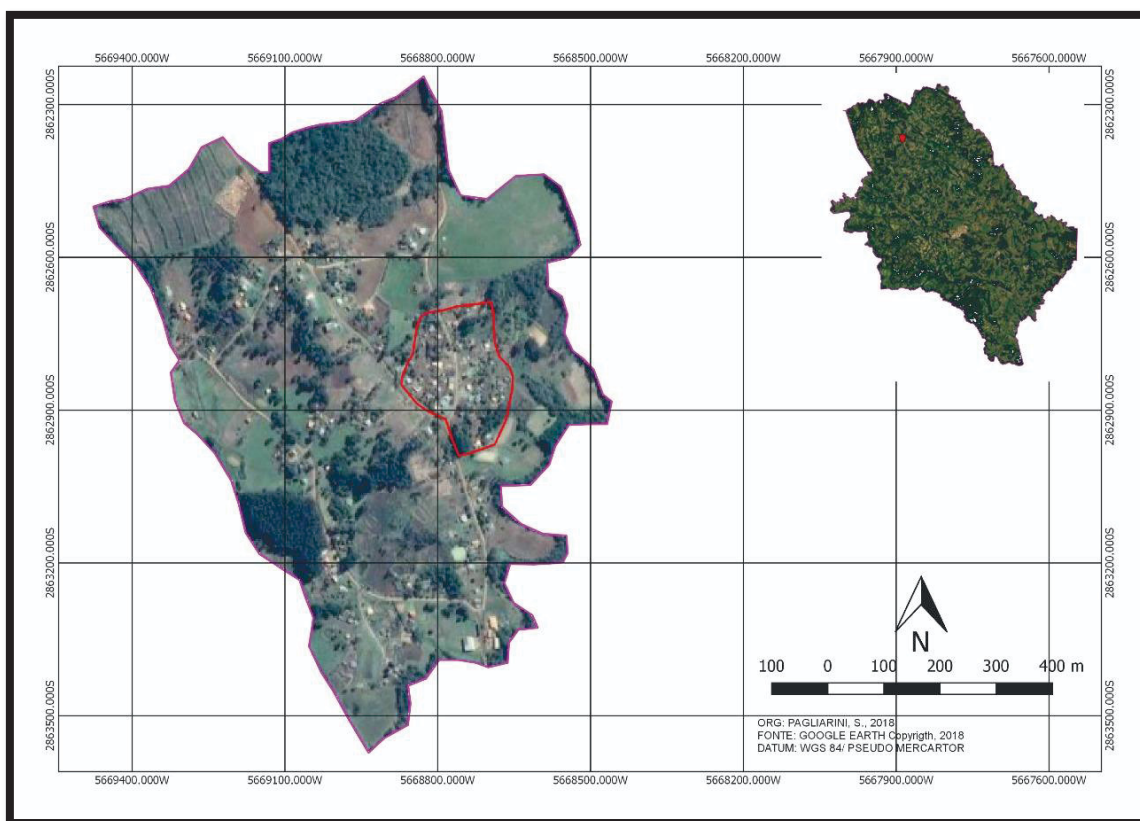 5669400.000W 5669100.000W 5668800.000W 5668500.000W 5668200.000W 5667900.000W 5667600.000W
2862300.000S 2862300.000S
2862600.000S 2862600.000S
2862900.000S 2862900.000S
2863200.000S 2863200.000S
N
100 0 100 200 300 400 m
2863500.000S 2863500.000S
ORG: PAGLIARINI, S., 2018
FONTE: GOOGLE EARTH Copyrigth, 2018
DATUM: WGS 84/ PSEUDO MERCARTOR
5669400.000W 5669100.000W 5668800.000W 5668500.000W 5668200.000W 5667900.000W 5667600.000W